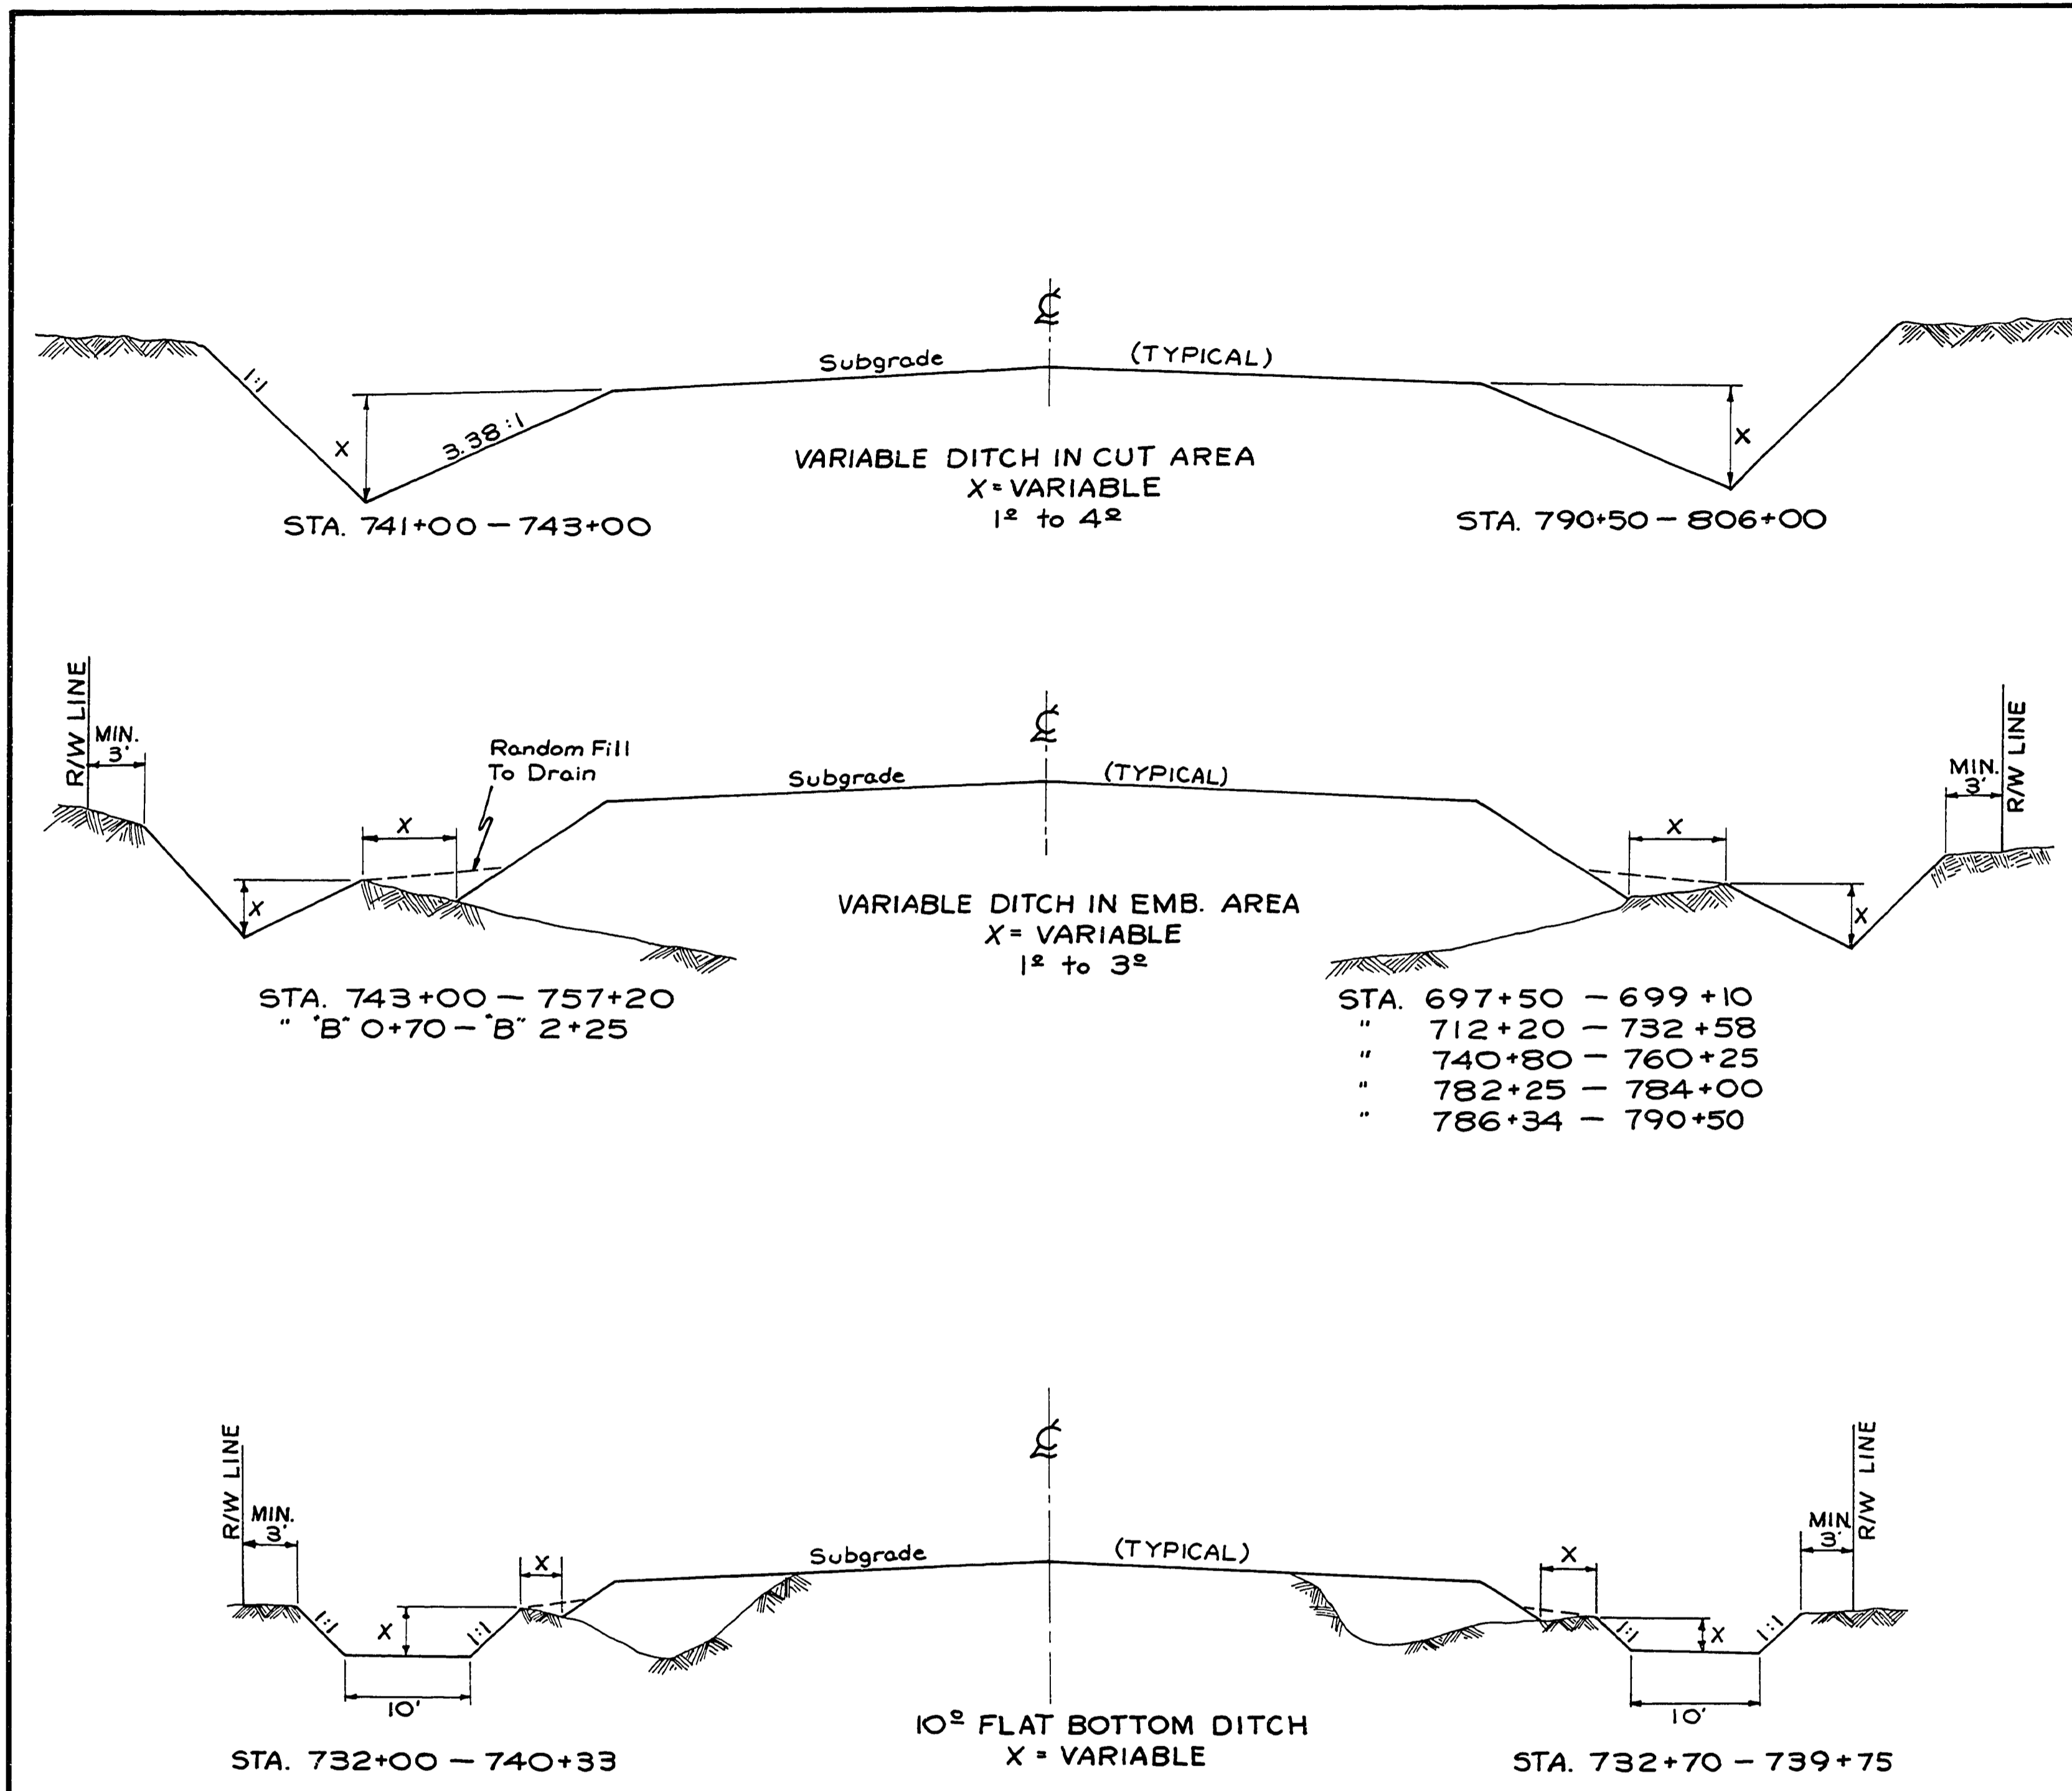 ℄
Subgrade (TYPICAL)
1:1
3.38:1
X
X
VARIABLE DITCH IN CUT AREA
X = VARIABLE
1º to 4º
STA. 741+00 — 743+00
STA. 790+50 — 806+00
R/W LINE
MIN.
3'
Random Fill
To Drain
℄
Subgrade (TYPICAL)
MIN.
3'
R/W LINE
X
X
X
X
VARIABLE DITCH IN EMB. AREA
X = VARIABLE
1º to 3º
STA. 743+00 — 757+20
" "B" 0+70 — "B" 2+25
STA. 697+50 — 699+10
" 712+20 — 732+58
" 740+80 — 760+25
" 782+25 — 784+00
" 786+34 — 790+50
R/W LINE
MIN.
3'
℄
Subgrade (TYPICAL)
MIN
3'
R/W LINE
X
X
1:1
X
1:1
1:1
X
1:1
10'
10'
10º FLAT BOTTOM DITCH
X = VARIABLE
STA. 732+00 — 740+33
STA. 732+70 — 739+75